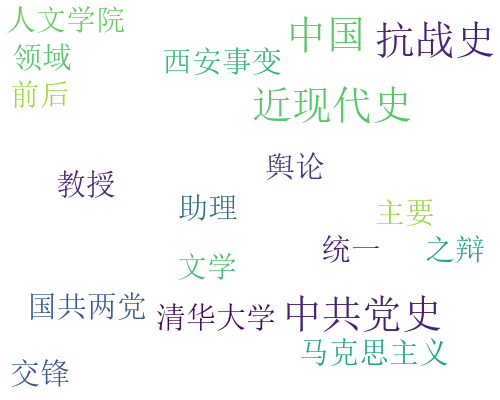 人文学院
中国
抗战史
领域
西安事变
前后
近现代史
舆论
教授
助理
主要
统一
之辩
文学
国共两党
清华大学
中共党史
马克思主义
交锋